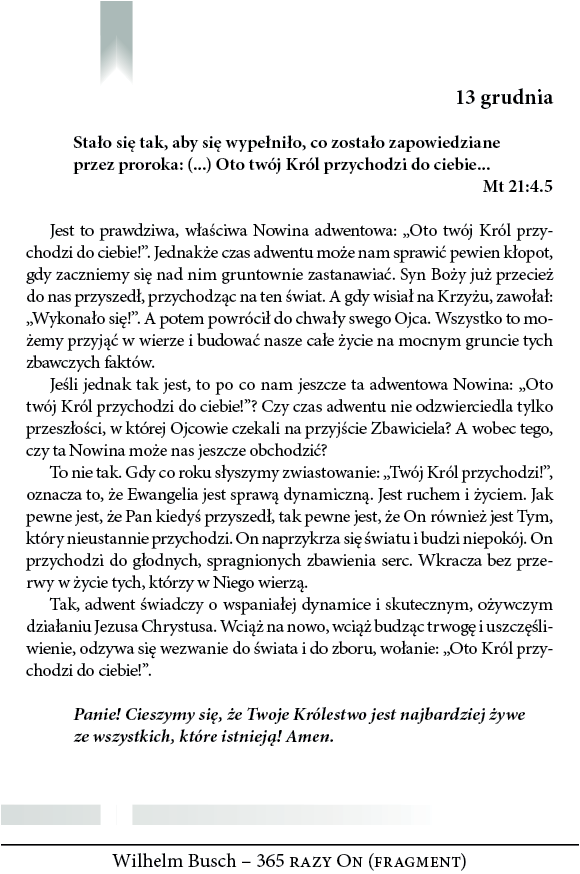 13 grudnia
Stało się tak, aby się wypełniło, co zostało zapowiedziane
przez proroka: (...) Oto twój Król przychodzi do ciebie...
Mt 21:4.5
Jest to prawdziwa, właściwa Nowina adwentowa: „Oto twój Król przy-
chodzi do ciebie!”. Jednakże czas adwentu może nam sprawić pewien kłopot,
gdy zaczniemy się nad nim gruntownie zastanawiać. Syn Boży już przecież
do nas przyszedł, przychodząc na ten świat. A gdy wisiał na Krzyżu, zawołał:
„Wykonało się!”. A potem powrócił do chwały swego Ojca. Wszystko to mo-
żemy przyjąć w wierze i budować nasze całe życie na mocnym gruncie tych
zbawczych faktów.
Jeśli jednak tak jest, to po co nam jeszcze ta adwentowa Nowina: „Oto
twój Król przychodzi do ciebie!”? Czy czas adwentu nie odzwierciedla tylko
przeszłości, w której Ojcowie czekali na przyjście Zbawiciela? A wobec tego,
czy ta Nowina może nas jeszcze obchodzić?
To nie tak. Gdy co roku słyszymy zwiastowanie: „Twój Król przychodzi!”,
oznacza to, że Ewangelia jest sprawą dynamiczną. Jest ruchem i życiem. Jak
pewne jest, że Pan kiedyś przyszedł, tak pewne jest, że On również jest Tym,
który nieustannie przychodzi. On naprzykrza się światu i budzi niepokój. On
przychodzi do głodnych, spragnionych zbawienia serc. Wkracza bez prze-
rwy w życie tych, którzy w Niego wierzą.
Tak, adwent świadczy o wspaniałej dynamice i skutecznym, ożywczym
działaniu Jezusa Chrystusa. Wciąż na nowo, wciąż budząc trwogę i uszczęśli-
wienie, odzywa się wezwanie do świata i do zboru, wołanie: „Oto Król przy-
chodzi do ciebie!”.
Panie! Cieszymy się, że Twoje Królestwo jest najbardziej żywe
ze wszystkich, które istnieją! Amen.
Wilhelm Busch – 365 razy On (fragment)